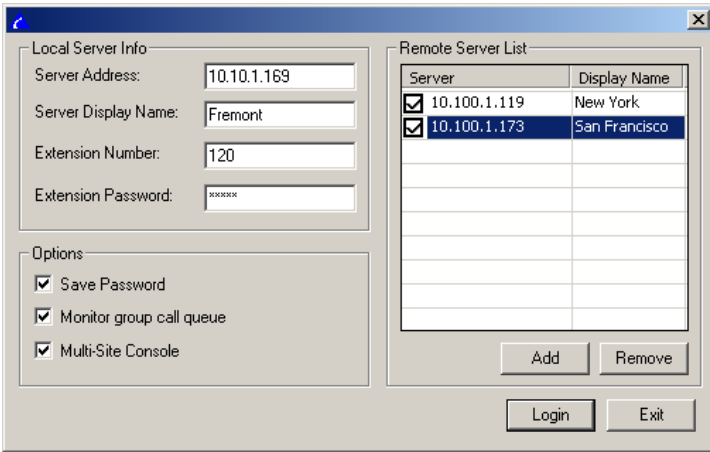 Local Server Info
Server Address:
10.10.1.169
Server Display Name:
Fremont
Extension Number:
120
Extension Password:
*****
Options
Save Password
Monitor group call queue
Multi-Site Console
Remote Server List
Server Display Name
10.100.1.119 New York
10.100.1.173 San Francisco
Add Remove
Login Exit